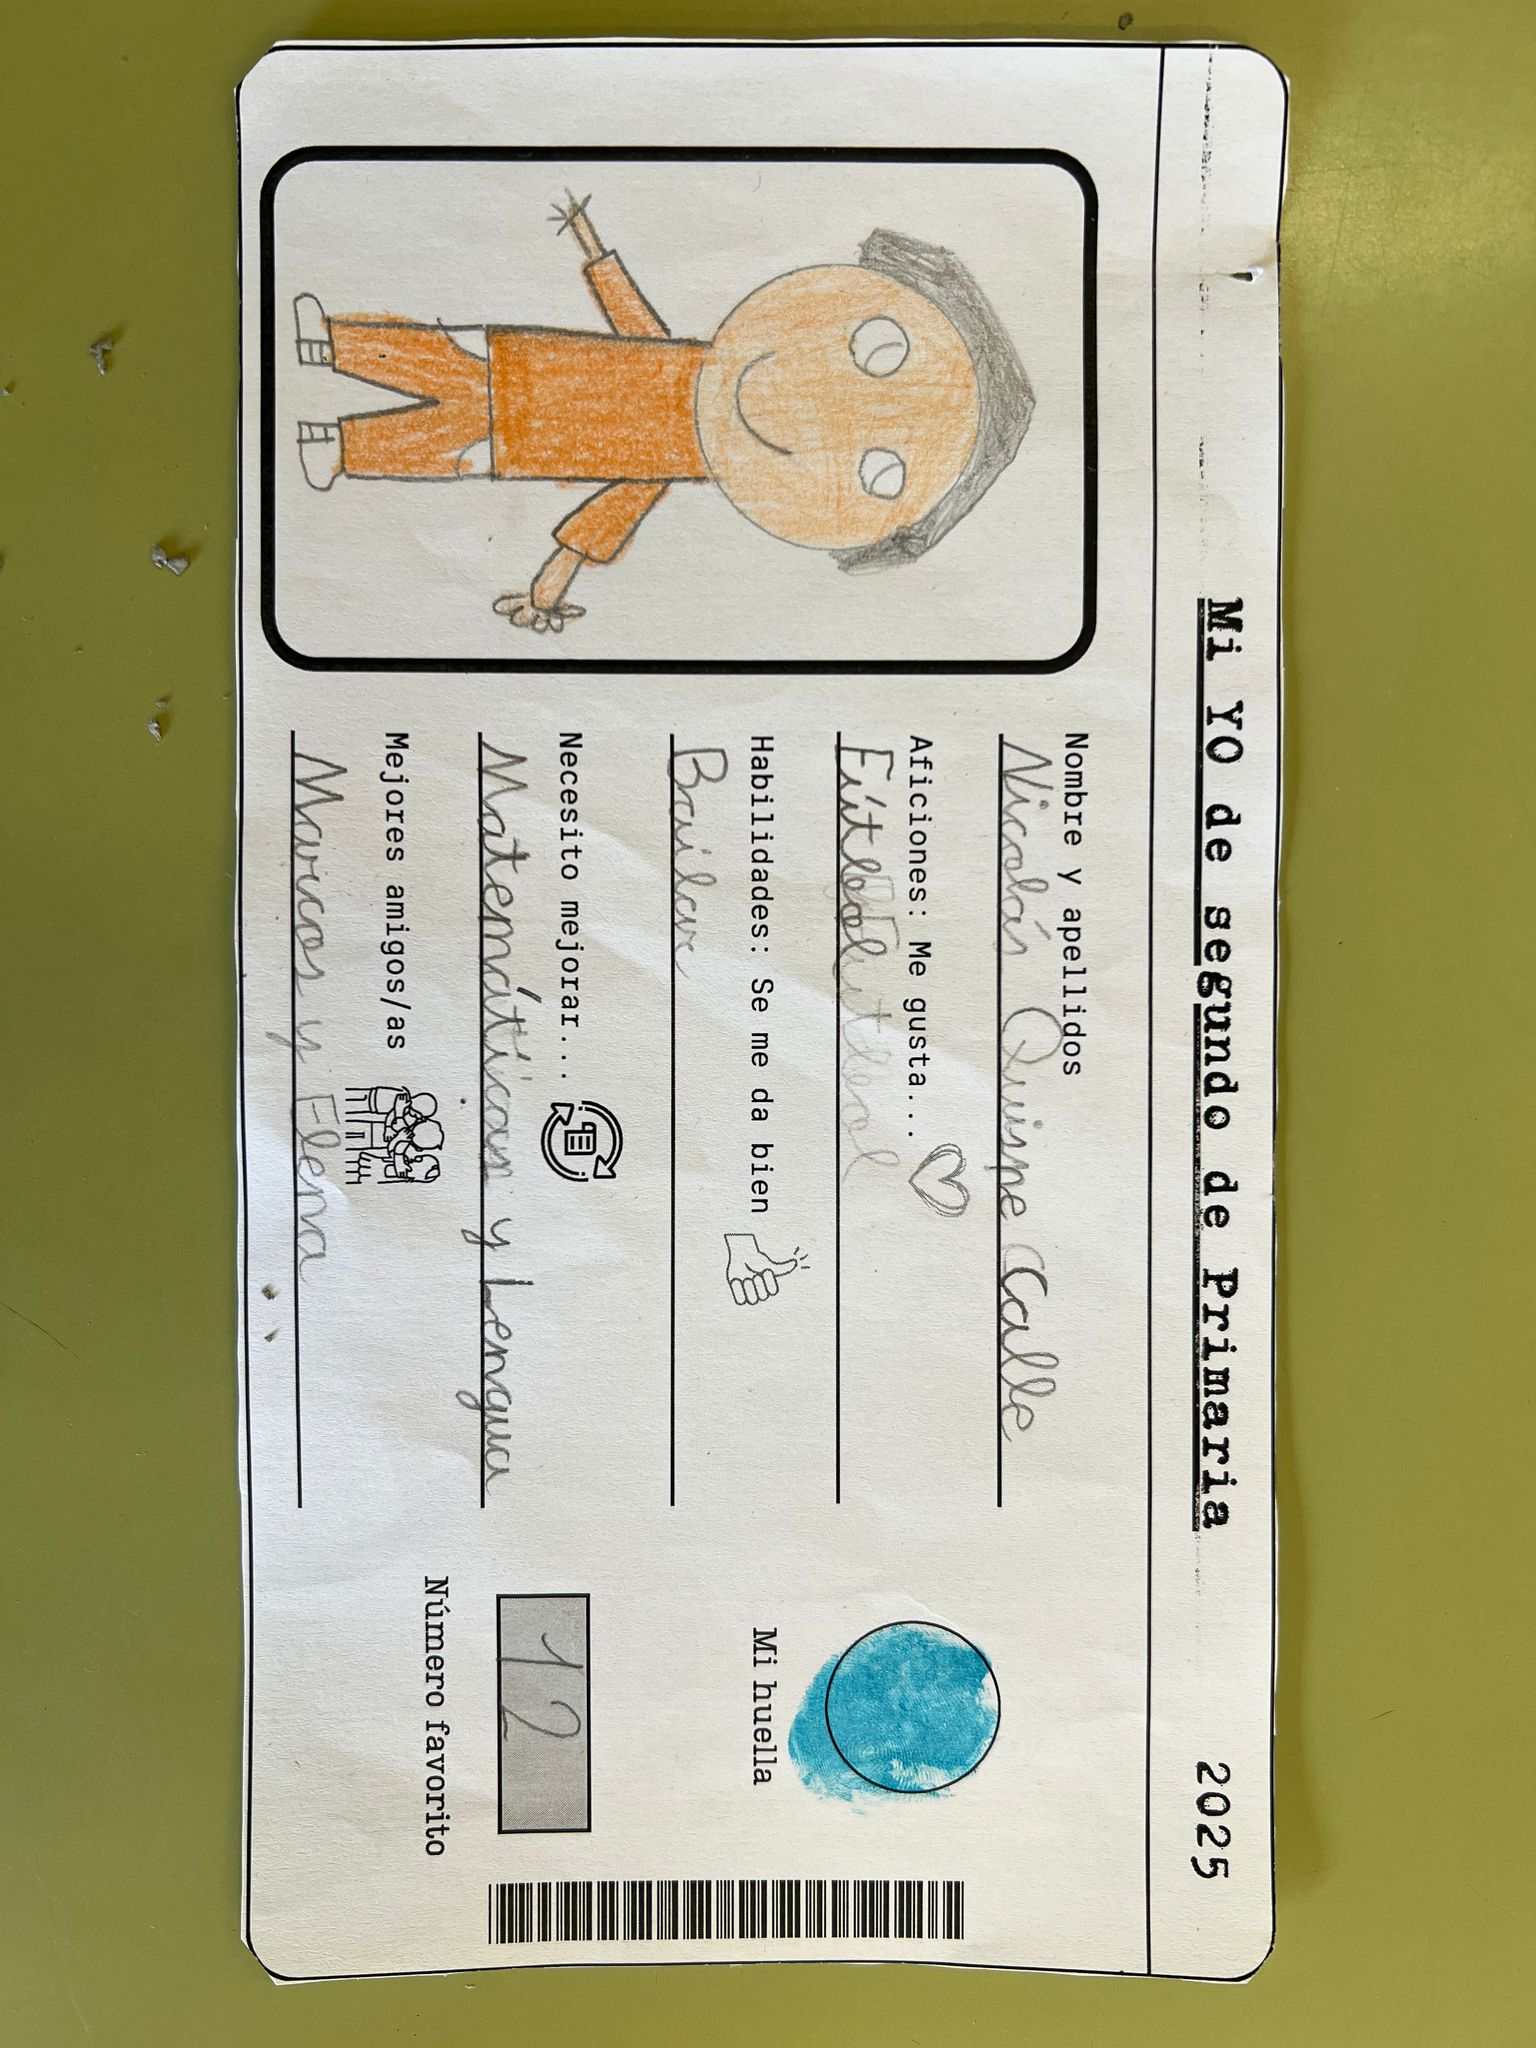 Mi YO de segundo de Primaria 2025
Nombre y apellidos
Nicolás Quispe Calle
Aficiones: Me gusta...
Fútbol
Habilidades: Se me da bien
Bailar
Necesito mejorar...
Matemáticas y Lengua
Mejores amigos/as
Marcos y Elena
Mi huella
12
Número favorito